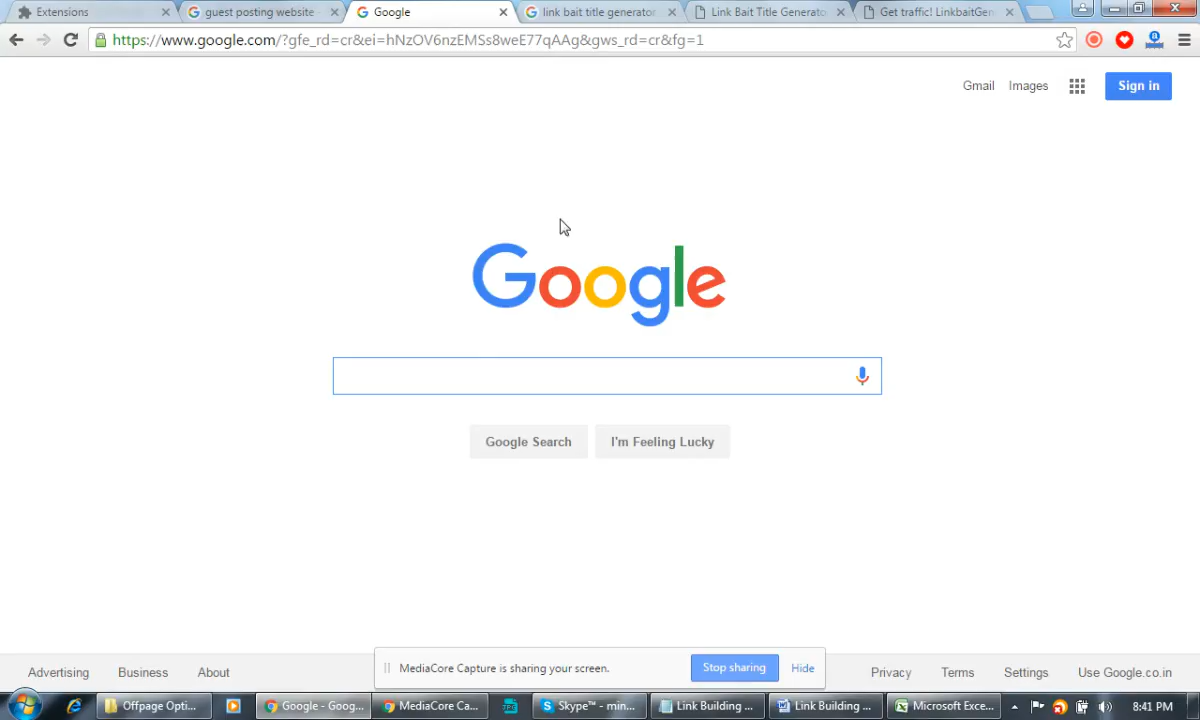 Extensions
guest posting website -
Google
link bait title generator
Link Bait Title Generato
Get traffic! LinkbaitGen
https://www.google.com/?gfe_rd=cr&ei=hNzOV6nzEMSs8weE77qAAg&gws_rd=cr&fg=1
Gmail Images Sign in
Google
Google Search I'm Feeling Lucky
MediaCore Capture is sharing your screen. Stop sharing Hide
Advertising Business About Privacy Terms Settings Use Google.co.in
Offpage Opti...
Google - Goog...
MediaCore Ca...
Skype™ - min...
Link Building ...
Link Building ...
Microsoft Exce...
8:41 PM